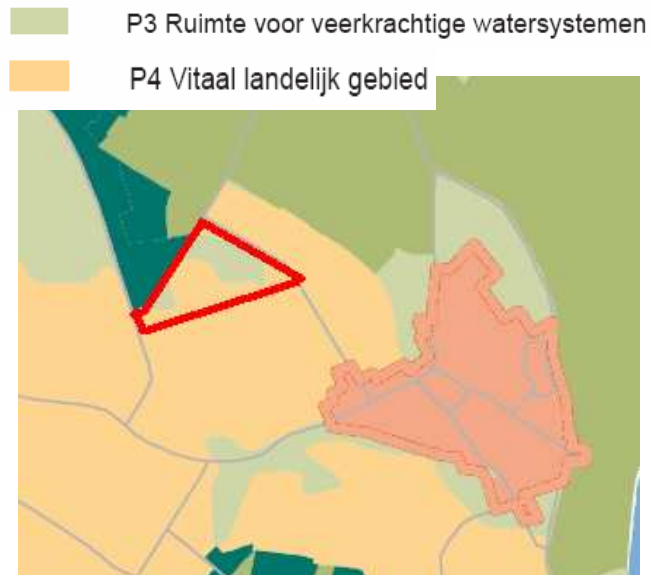 P3 Ruimte voor veerkrachtige watersystemen
P4 Vitaal landelijk gebied